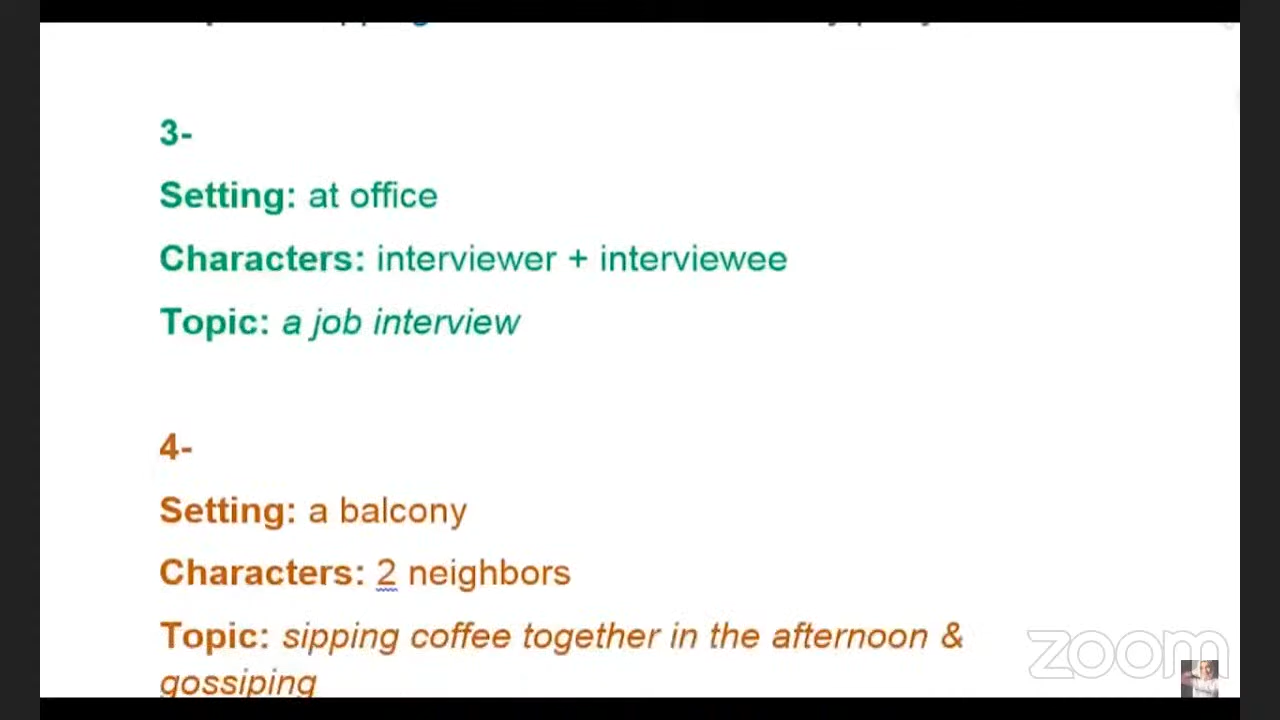 3-
Setting: at office
Characters: interviewer + interviewee
Topic: a job interview
4-
Setting: a balcony
Characters: 2 neighbors
Topic: sipping coffee together in the afternoon &
gossiping
zoom